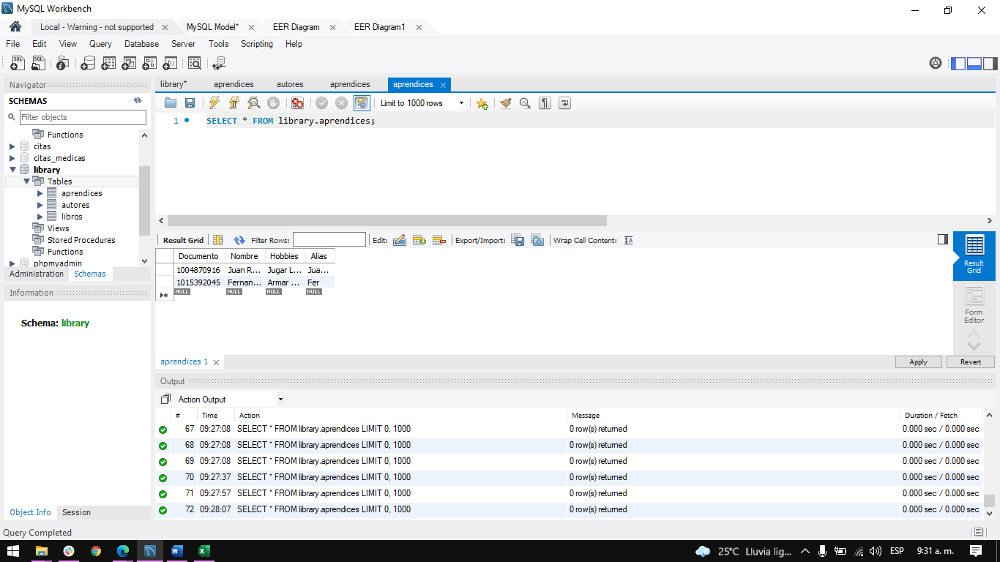 MySQL Workbench
Local - Warning - not supported MySQL Model* EER Diagram EER Diagram1
File Edit View Query Database Server Tools Scripting Help
Navigator
SCHEMAS
Filter objects
Functions
citas
citas_medicas
library
Tables
aprendices
autores
libros
Views
Stored Procedures
Functions
phpmyadmin
Administration Schemas
Information
Schema: library
Object Info Session
library* aprendices autores aprendices aprendices
Limit to 1000 rows
1 SELECT * FROM library.aprendices;
Result Grid Filter Rows: Edit: Export/Import: Wrap Cell Content:
Documento Nombre Hobbies Alias
1004870916 Juan R... Jugar L... Jua...
1015392045 Fernan... Armar ... Fer
NULL NULL NULL NULL
Result
Grid
Form
Editor
aprendices 1 Apply Revert
Output
Action Output
# Time Action Message Duration / Fetch
67 09:27:08 SELECT * FROM library.aprendices LIMIT 0, 1000 0 row(s) returned 0.000 sec / 0.000 sec
68 09:27:08 SELECT * FROM library.aprendices LIMIT 0, 1000 0 row(s) returned 0.000 sec / 0.000 sec
69 09:27:08 SELECT * FROM library.aprendices LIMIT 0, 1000 0 row(s) returned 0.000 sec / 0.000 sec
70 09:27:37 SELECT * FROM library.aprendices LIMIT 0, 1000 0 row(s) returned 0.000 sec / 0.000 sec
71 09:27:57 SELECT * FROM library.aprendices LIMIT 0, 1000 0 row(s) returned 0.000 sec / 0.000 sec
72 09:28:07 SELECT * FROM library.aprendices LIMIT 0, 1000 0 row(s) returned 0.000 sec / 0.000 sec
Query Completed
25°C Lluvia lig... ESP 9:31 a. m.